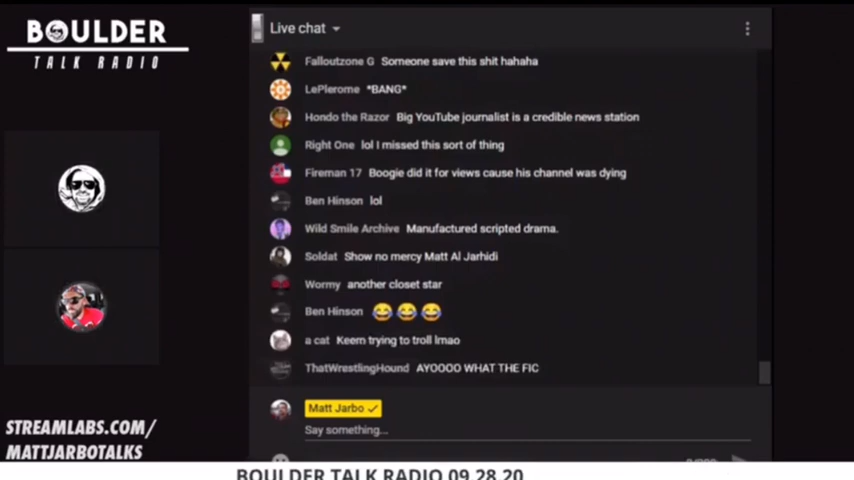 BOULDER
TALK RADIO
Live chat
Falloutzone G Someone save this shit hahaha
LePlerome *BANG*
Hondo the Razor Big YouTube journalist is a credible news station
Right One lol I missed this sort of thing
Fireman 17 Boogie did it for views cause his channel was dying
Ben Hinson lol
Wild Smile Archive Manufactured scripted drama.
Soldat Show no mercy Matt Al Jarhidi
Wormy another closet star
Ben Hinson 😂 😂 😂
a cat Keem trying to troll lmao
ThatWrestlingHound AYOOOO WHAT THE FIC
Matt Jarbo
Say something...
STREAMLABS.COM/
MATTJARBOTALKS
BOULDER TALK RADIO 09.28.20